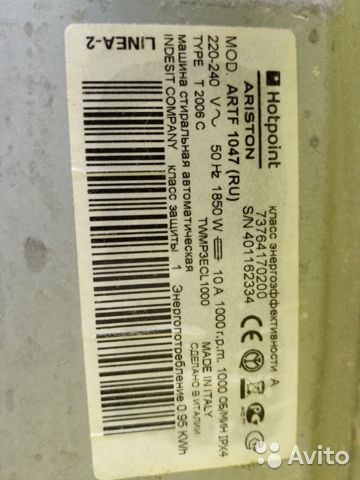 Hotpoint
ARISTON
класс энергоэффективности A
73764170200
S/N 401162334
MOD. ARTF 1047 (RU)
220-240 V 50 Hz 1850 W 10 A 1000 r.p.m. 1000 ОБ/МИН IPX4
TYPE T 2006 C TWMP3ECL1000 MADE IN ITALY
машина стиральная автоматическая СДЕЛАНО В ИТАЛИИ
INDESIT COMPANY класс защиты 1 Энергопотребление 0.95 KWh
LINEA-2
Avito